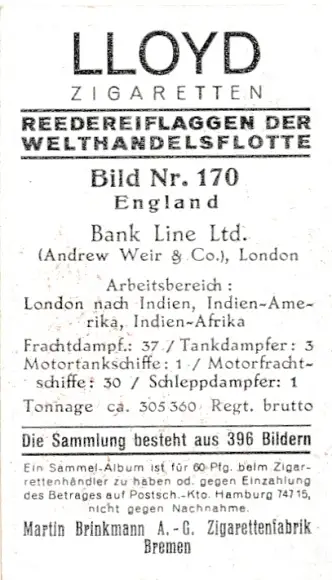 LLOYD
ZIGARETTEN
REEDEREIFLAGGEN DER
WELTHANDELSFLOTTE
Bild Nr. 170
England
Bank Line Ltd.
(Andrew Weir & Co.), London
Arbeitsbereich :
London nach Indien, Indien-Ame-
rika, Indien-Afrika
Frachtdampf.: 37 / Tankdampfer: 3
Motortankschiffe: 1 / Motorfracht-
schiffe: 30 / Schleppdampfer: 1
Tonnage ca. 305360 Regt. brutto
Die Sammlung besteht aus 396 Bildern
Ein Sammel-Album ist für 60 Pfg. beim Zigar-
rettenhändler zu haben od. gegen Einzahlung
des Betrages auf Postsch.-Kto. Hamburg 74715,
nicht gegen Nachnahme.
Martin Brinkmann A.-G. Zigarettenfabrik
Bremen